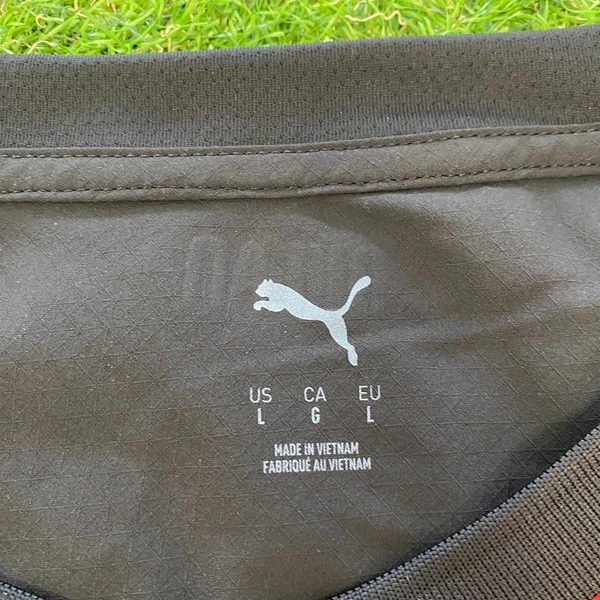 US CA EU
L G L
MADE IN VIETNAM
FABRIQUÉ AU VIETNAM